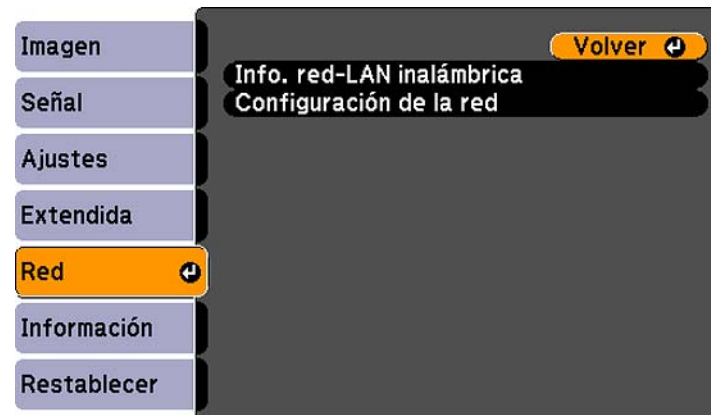 Imagen
Señal
Ajustes
Extendida
Red
Información
Restablecer
Volver
Info. red-LAN inalámbrica
Configuración de la red